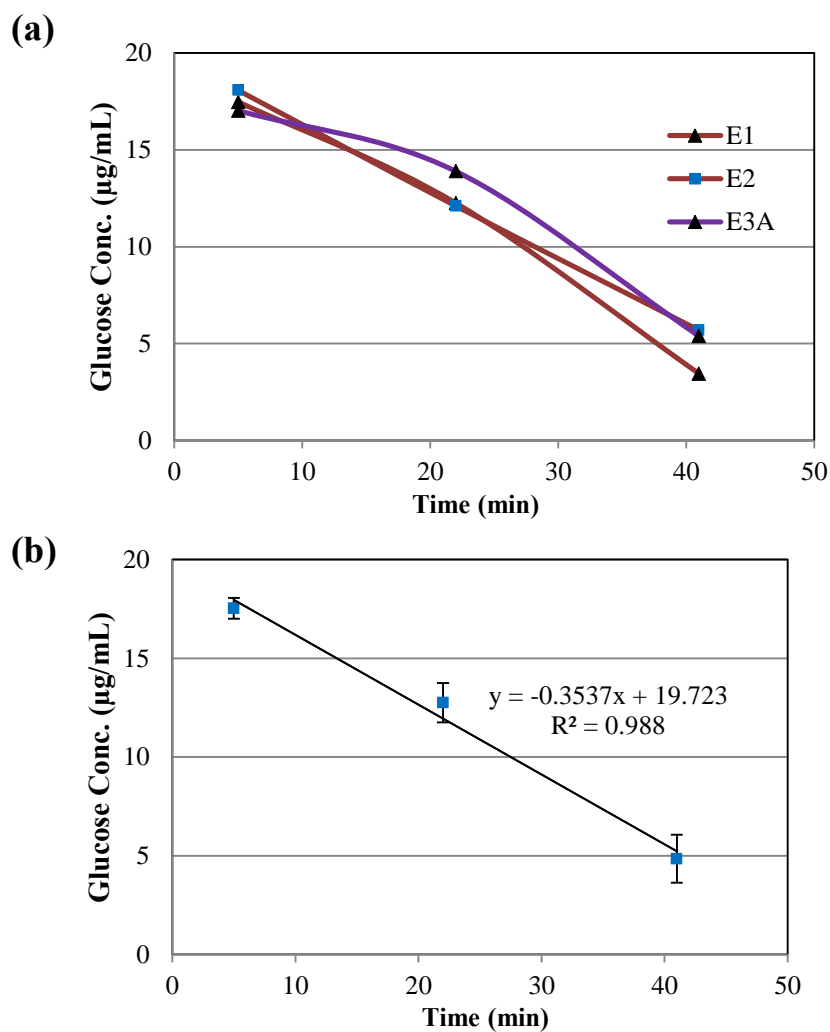 (a)
20
15
10
5
0
Glucose Conc. (µg/mL)
E1
E2
E3A
0 10 20 30 40 50
Time (min)
(b)
20
15
10
5
0
Glucose Conc. (µg/mL)
y = -0.3537x + 19.723
R² = 0.988
0 10 20 30 40 50
Time (min)